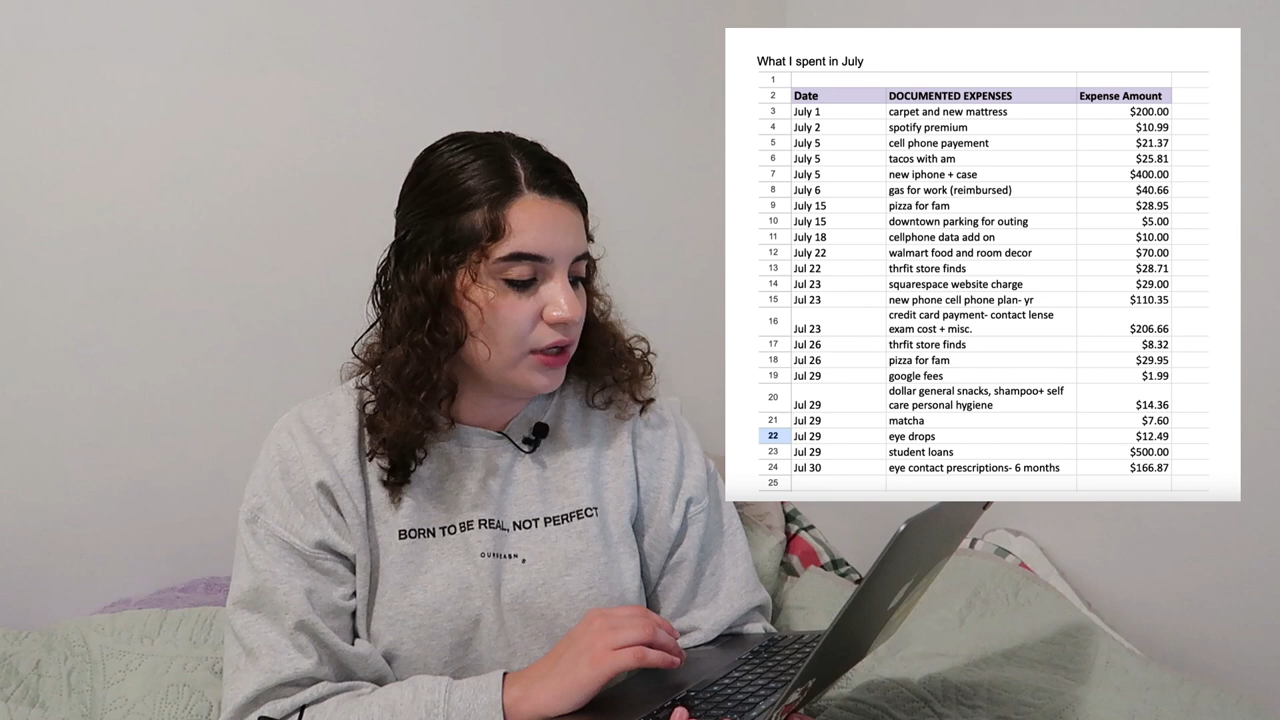 What I spent in July
1
2 Date DOCUMENTED EXPENSES Expense Amount
3 July 1 carpet and new mattress $200.00
4 July 2 spotify premium $10.99
5 July 5 cell phone payement $21.37
6 July 5 tacos with am $25.81
7 July 5 new iphone + case $400.00
8 July 6 gas for work (reimbursed) $40.66
9 July 15 pizza for fam $28.95
10 July 15 downtown parking for outing $5.00
11 July 18 cellphone data add on $10.00
12 July 22 walmart food and room decor $70.00
13 Jul 22 thrfit store finds $28.71
14 Jul 23 squarespace website charge $29.00
15 Jul 23 new phone cell phone plan- yr $110.35
credit card payment- contact lense
16 Jul 23 exam cost + misc. $206.66
17 Jul 26 thrfit store finds $8.32
18 Jul 26 pizza for fam $29.95
19 Jul 29 google fees $1.99
dollar general snacks, shampoo+ self
20 Jul 29 care personal hygiene $14.36
21 Jul 29 matcha $7.60
22 Jul 29 eye drops $12.49
23 Jul 29 student loans $500.00
24 Jul 30 eye contact prescriptions- 6 months $166.87
25
BORN TO BE REAL, NOT PERFECT